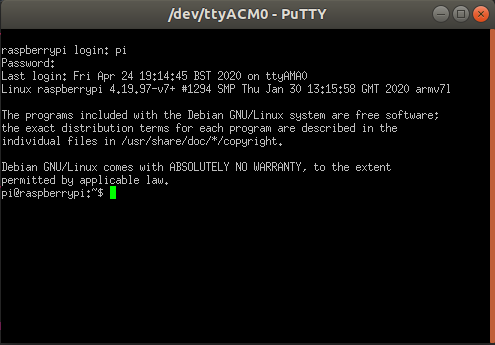 /dev/ttyACM0 - PuTTY
raspberrypi login: pi
Password:
Last login: Fri Apr 24 19:14:45 BST 2020 on ttyAMA0
Linux raspberrypi 4.19.97-v7+ #1294 SMP Thu Jan 30 13:15:58 GMT 2020 armv7l
The programs included with the Debian GNU/Linux system are free software;
the exact distribution terms for each program are described in the
individual files in /usr/share/doc/*/copyright.
Debian GNU/Linux comes with ABSOLUTELY NO WARRANTY, to the extent
permitted by applicable law.
pi@raspberrypi:~$